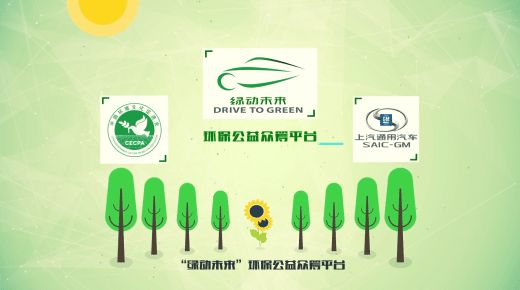 绿动未来
DRIVE TO GREEN
CECPA
GM
上汽通用汽车
SAIC-GM
环保公益众筹平台
“绿动未来”环保公益众筹平台